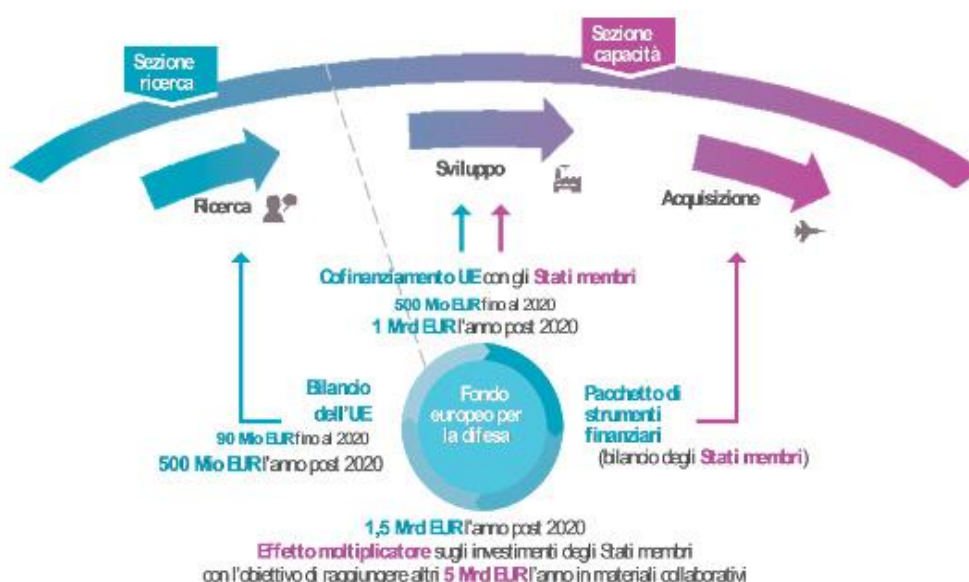 Sezione
ricerca
Sezione
capacità
Ricerca
Sviluppo
Acquisizione
Cofinanziamento UE con gli Stati membri
500 Mio EUR fino al 2020
1 Mrd EUR l'anno post 2020
Bilancio
dell'UE
90 Mio EUR fino al 2020
500 Mio EUR l'anno post 2020
Fondo
europeo per
la difesa
Pacchetto di
strumenti
finanziari
(bilancio degli Stati membri)
1,5 Mrd EUR l'anno post 2020
Effetto moltiplicatore sugli investimenti degli Stati membri
con l'obiettivo di raggiungere altri 5 Mrd EUR l'anno in materiali collaborativi